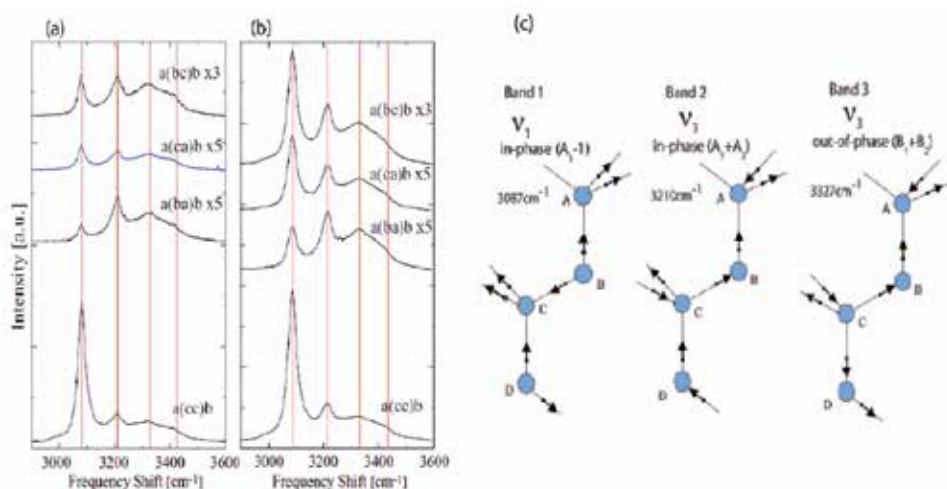 (a)
(b)
(c)
Intensity [a.u.]
a(bc)b x3
a(ca)b x5
a(ba)b x5
a(cc)b
3000 3200 3400 3600
Frequency Shift [cm⁻¹]
a(bc)b x3
a(ca)b x5
a(ba)b x5
a(cc)b
3000 3200 3400 3600
Frequency Shift [cm⁻¹]
Band 1
ν₁
in-phase (A₁-1)
3087cm⁻¹
A
B
C
D
Band 2
ν₃
in-phase (A₁+A₂)
3210cm⁻¹
A
B
C
D
Band 3
ν₃
out-of-phase (B₁+B₂)
3327cm⁻¹
A
B
C
D